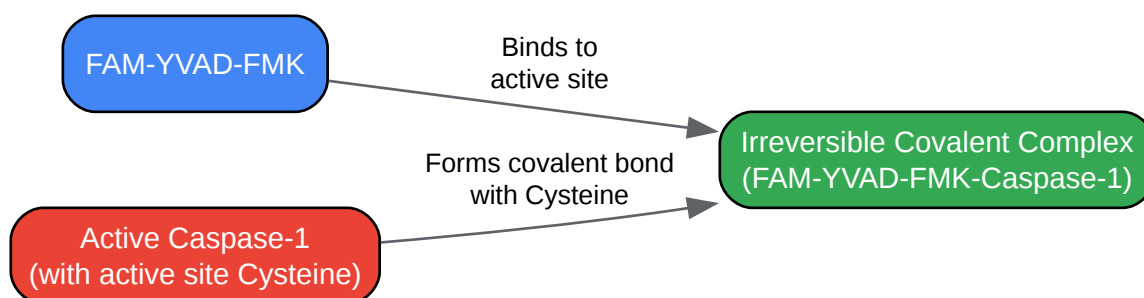 FAM-YVAD-FMK
Binds to
active site
Irreversible Covalent Complex
(FAM-YVAD-FMK-Caspase-1)
Forms covalent bond
with Cysteine
Active Caspase-1
(with active site Cysteine)